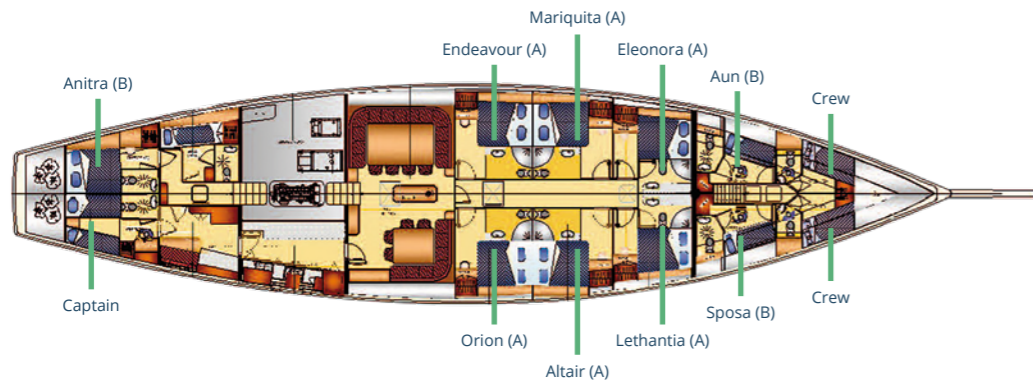 Mariquita (A)
Endeavour (A)
Eleonora (A)
Anitra (B)
Aun (B)
Crew
Captain
Orion (A)
Altair (A)
Lethantia (A)
Sposa (B)
Crew